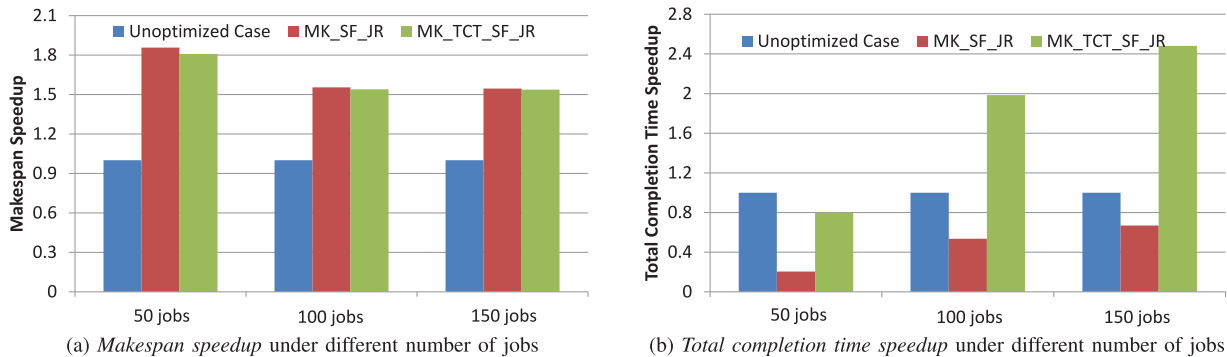 Makespan Speedup
2.1
1.8
1.5
1.2
0.9
0.6
0.3
0
Unoptimized Case MK_SF_JR MK_TCT_SF_JR
50 jobs 100 jobs 150 jobs
(a) Makespan speedup under different number of jobs
Total Completion Time Speedup
2.8
2.4
2
1.6
1.2
0.8
0.4
0
Unoptimized Case MK_SF_JR MK_TCT_SF_JR
50 jobs 100 jobs 150 jobs
(b) Total completion time speedup under different number of jobs